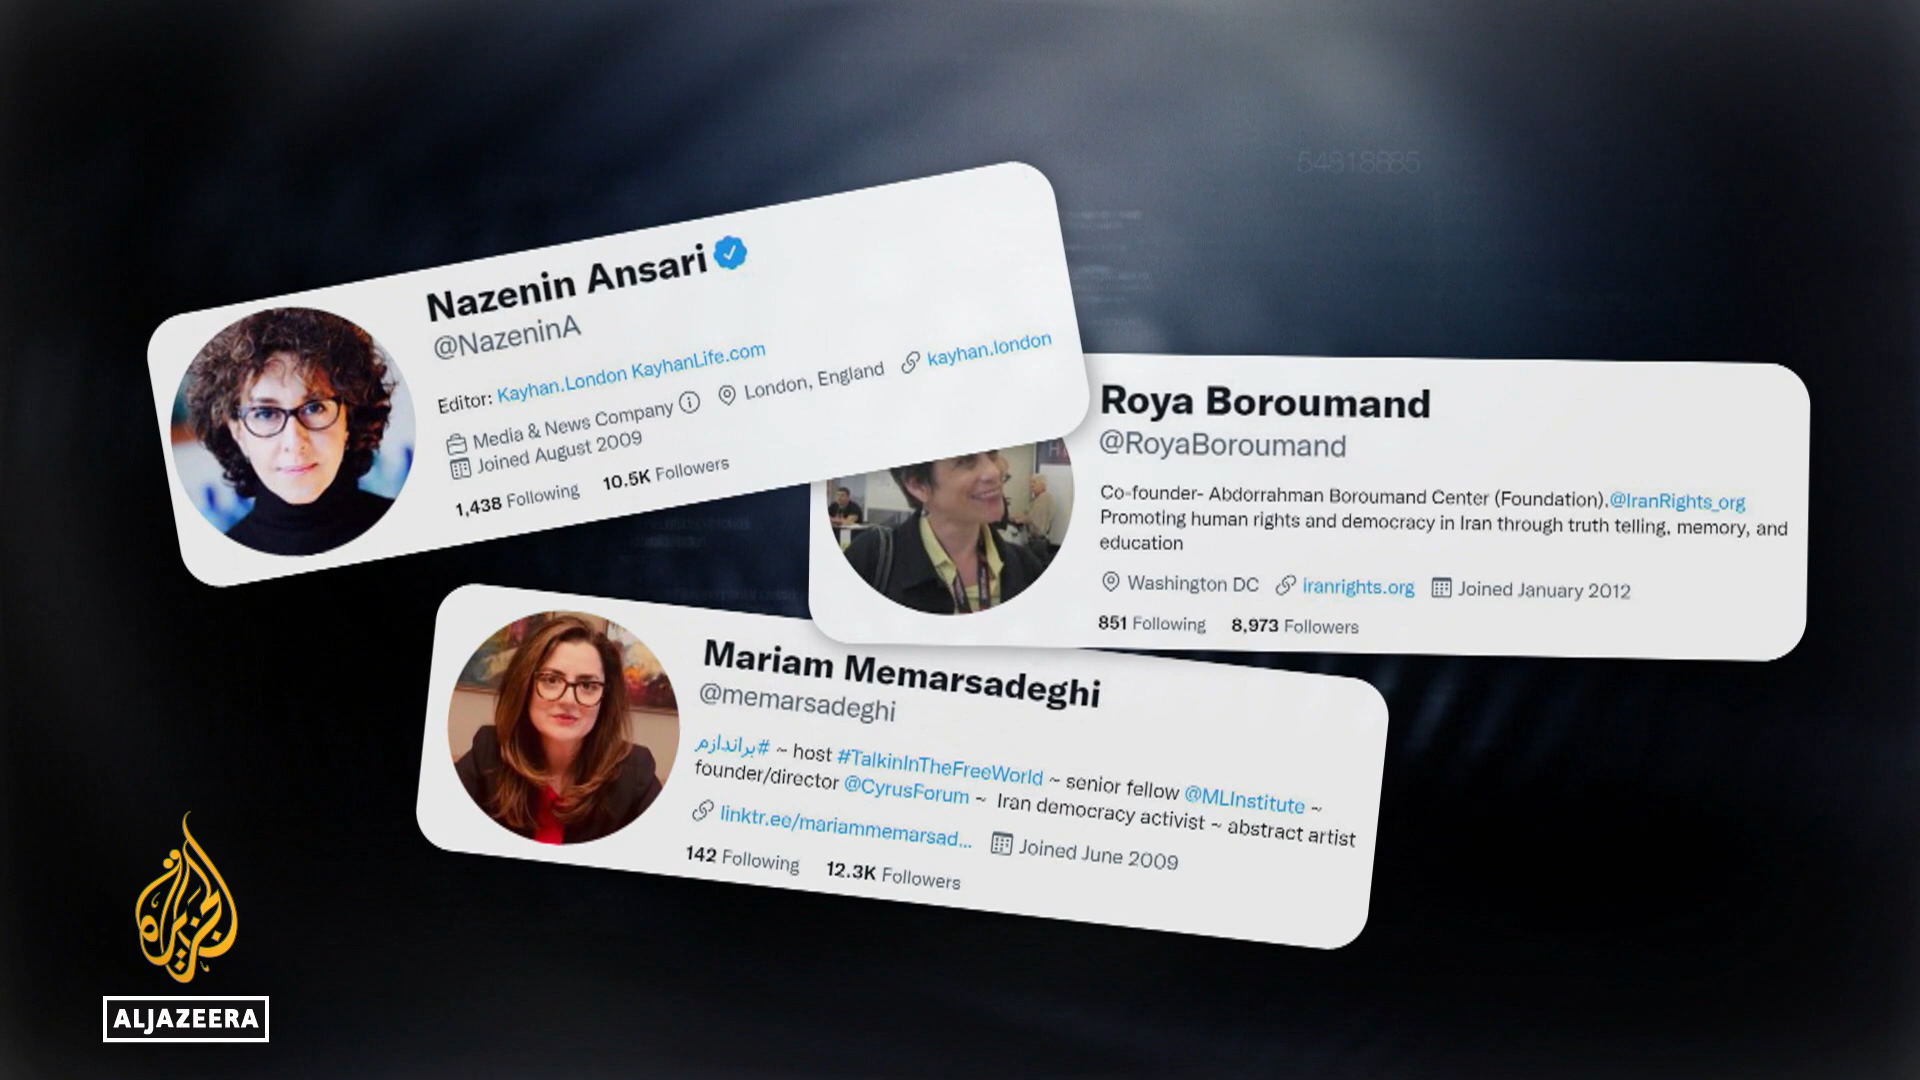 Nazenin Ansari
@NazeninA
Editor: Kayhan.London KayhanLife.com
Media & News Company London, England kayhan.london
Joined August 2009
1,438 Following 10.5K Followers
Roya Boroumand
@RoyaBoroumand
Co-founder- Abdorrahman Boroumand Center (Foundation).@IranRights_org
Promoting human rights and democracy in Iran through truth telling, memory, and
education
Washington DC iranrights.org Joined January 2012
851 Following 8,973 Followers
Mariam Memarsadeghi
@memarsadeghi
#براندازم ~ host #TalkinInTheFreeWorld ~ senior fellow @MLInstitute ~
founder/director @CyrusForum ~ Iran democracy activist ~ abstract artist
linktr.ee/mariammemarsad... Joined June 2009
142 Following 12.3K Followers
الجزيرة
ALJAZEERA